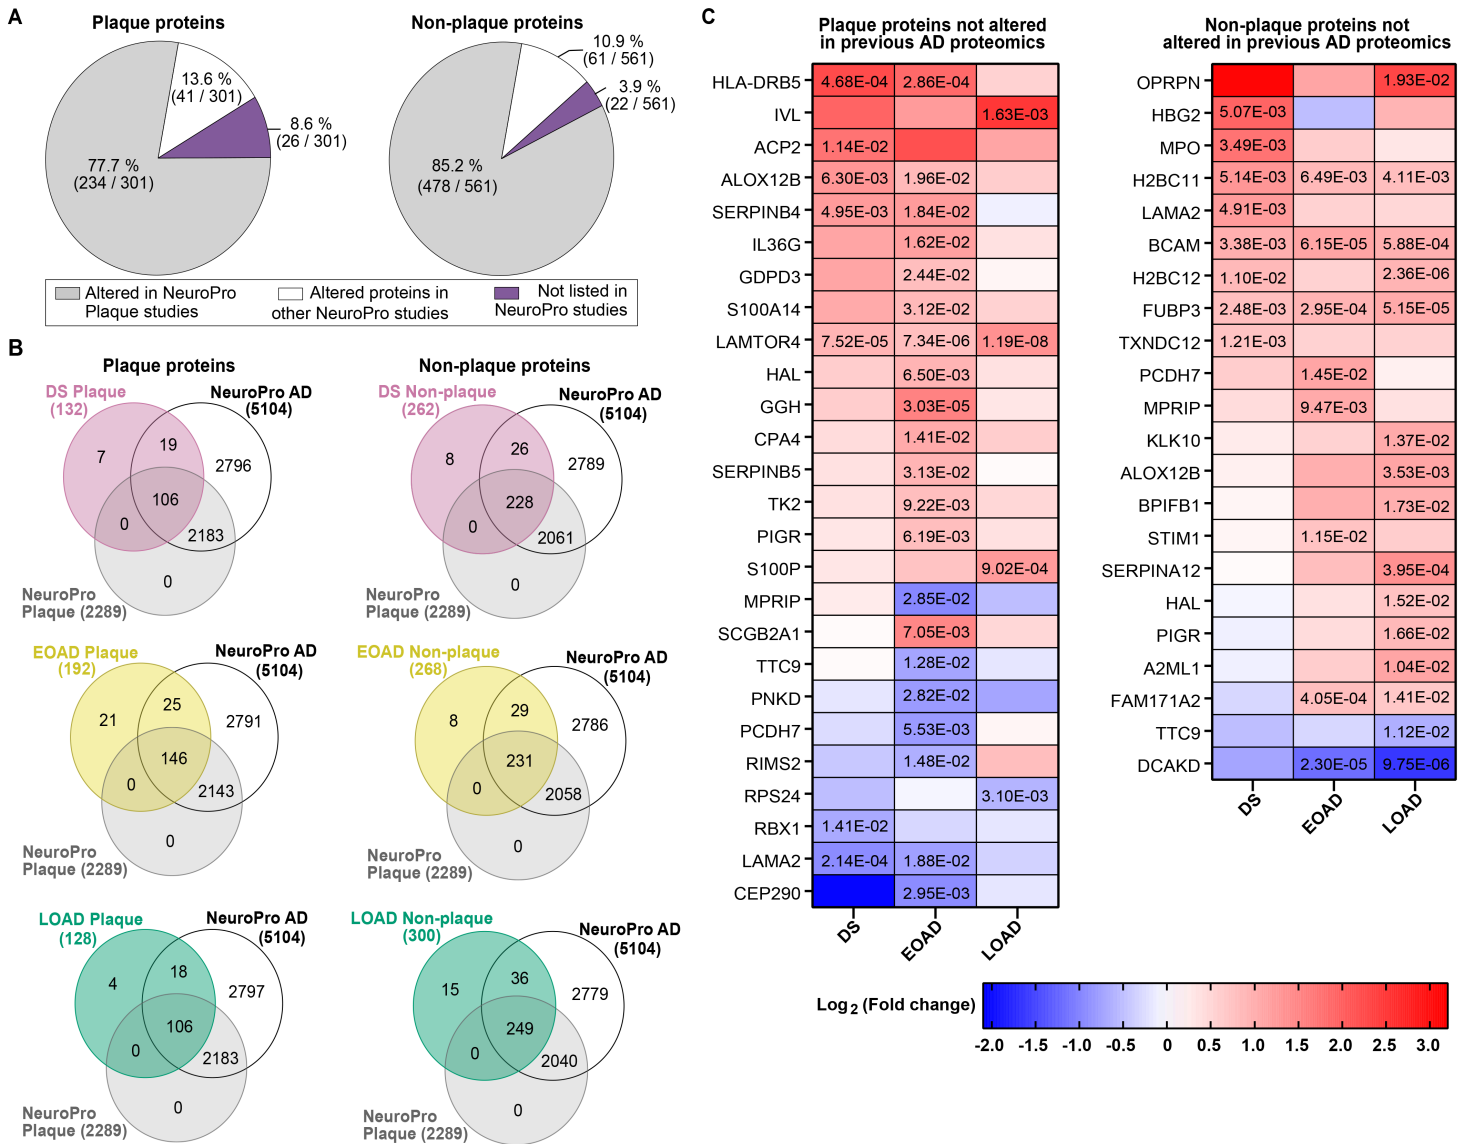 A
Plaque proteins
Non-plaque proteins
13.6 %
(41 / 301)
8.6 %
(26 / 301)
77.7 %
(234 / 301)
10.9 %
(61 / 561)
3.9 %
(22 / 561)
85.2 %
(478 / 561)
Altered in NeuroPro
Plaque studies
Altered proteins in
other NeuroPro studies
Not listed in
NeuroPro studies
B
Plaque proteins
Non-plaque proteins
DS Plaque
(132)
NeuroPro AD
(5104)
7
19
2796
106
0
2183
0
NeuroPro
Plaque (2289)
DS Non-plaque
(262)
NeuroPro AD
(5104)
8
26
2789
228
0
2061
0
NeuroPro
Plaque (2289)
EOAD Plaque
(192)
NeuroPro AD
(5104)
21
25
2791
146
0
2143
0
NeuroPro
Plaque (2289)
EOAD Non-plaque
(268)
NeuroPro AD
(5104)
8
29
2786
231
0
2058
0
NeuroPro
Plaque (2289)
LOAD Plaque
(128)
NeuroPro AD
(5104)
4
18
2797
106
0
2183
0
NeuroPro
Plaque (2289)
LOAD Non-plaque
(300)
NeuroPro AD
(5104)
15
36
2779
249
0
2040
0
NeuroPro
Plaque (2289)
C
Plaque proteins not altered
in previous AD proteomics
HLA-DRB5 4.68E-04 2.86E-04
IVL 1.63E-03
ACP2 1.14E-02
ALOX12B 6.30E-03 1.96E-02
SERPINB4 4.95E-03 1.84E-02
IL36G 1.62E-02
GDPD3 2.44E-02
S100A14 3.12E-02
LAMTOR4 7.52E-05 7.34E-06 1.19E-08
HAL 6.50E-03
GGH 3.03E-05
CPA4 1.41E-02
SERPINB5 3.13E-02
TK2 9.22E-03
PIGR 6.19E-03
S100P 9.02E-04
MPRIP 2.85E-02
SCGB2A1 7.05E-03
TTC9 1.28E-02
PNKD 2.82E-02
PCDH7 5.53E-03
RIMS2 1.48E-02
RPS24 3.10E-03
RBX1 1.41E-02
LAMA2 2.14E-04 1.88E-02
CEP290 2.95E-03
DS EOAD LOAD
Non-plaque proteins not
altered in previous AD proteomics
OPRPN 1.93E-02
HBG2 5.07E-03
MPO 3.49E-03
H2BC11 5.14E-03 6.49E-03 4.11E-03
LAMA2 4.91E-03
BCAM 3.38E-03 6.15E-05 5.88E-04
H2BC12 1.10E-02 2.36E-06
FUBP3 2.48E-03 2.95E-04 5.15E-05
TXNDC12 1.21E-03
PCDH7 1.45E-02
MPRIP 9.47E-03
KLK10 1.37E-02
ALOX12B 3.53E-03
BPIFB1 1.73E-02
STIM1 1.15E-02
SERPINA12 3.95E-04
HAL 1.52E-02
PIGR 1.66E-02
A2ML1 1.04E-02
FAM171A2 4.05E-04 1.41E-02
TTC9 1.12E-02
DCAKD 2.30E-05 9.75E-06
DS EOAD LOAD
Log2 (Fold change)
-2.0 -1.5 -1.0 -0.5 0 0.5 1.0 1.5 2.0 2.5 3.0